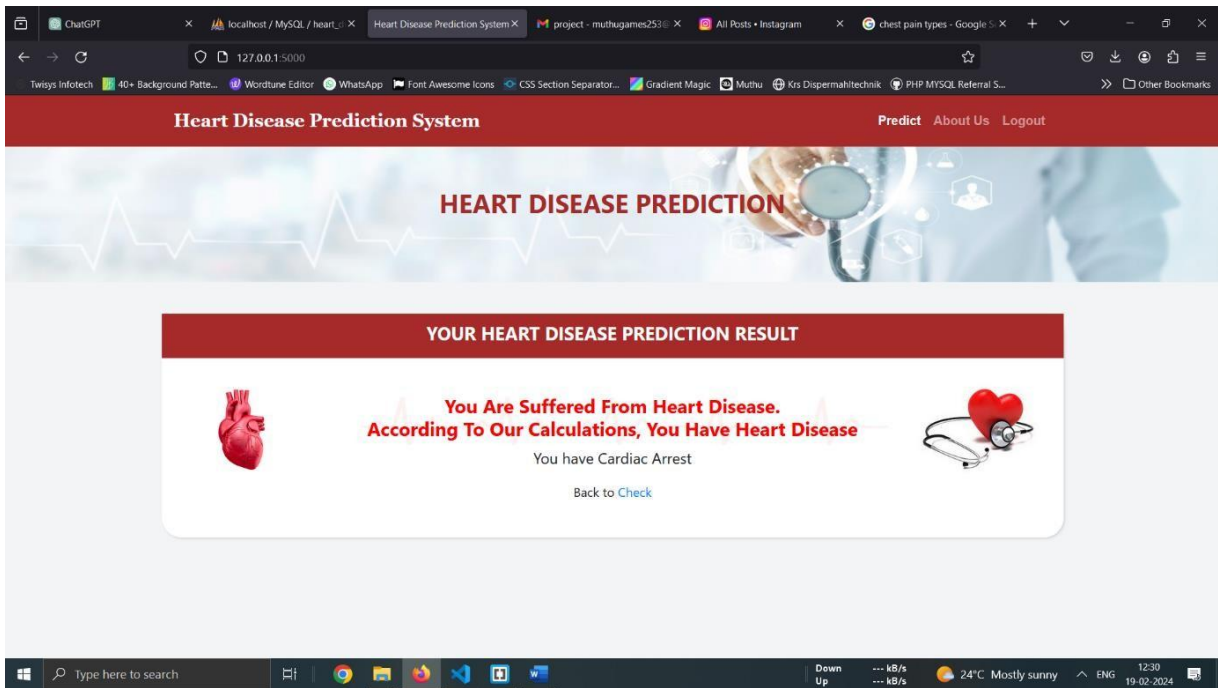 ChatGPT
localhost / MySQL / heart_d
Heart Disease Prediction System
project - muthugames253@
All Posts • Instagram
chest pain types - Google S
127.0.0.1:5000
Twisys Infotech
40+ Background Patte...
Wordtune Editor
WhatsApp
Font Awesome Icons
CSS Section Separator...
Gradient Magic
Muthu
Krs Dispermahltechnik
PHP MYSQL Referral S...
Other Bookmarks
Heart Disease Prediction System
Predict About Us Logout
HEART DISEASE PREDICTION
YOUR HEART DISEASE PREDICTION RESULT
You Are Suffered From Heart Disease.
According To Our Calculations, You Have Heart Disease
You have Cardiac Arrest
Back to Check
Type here to search
Down --- kB/s
Up --- kB/s
24°C Mostly sunny
ENG
12:30
19-02-2024